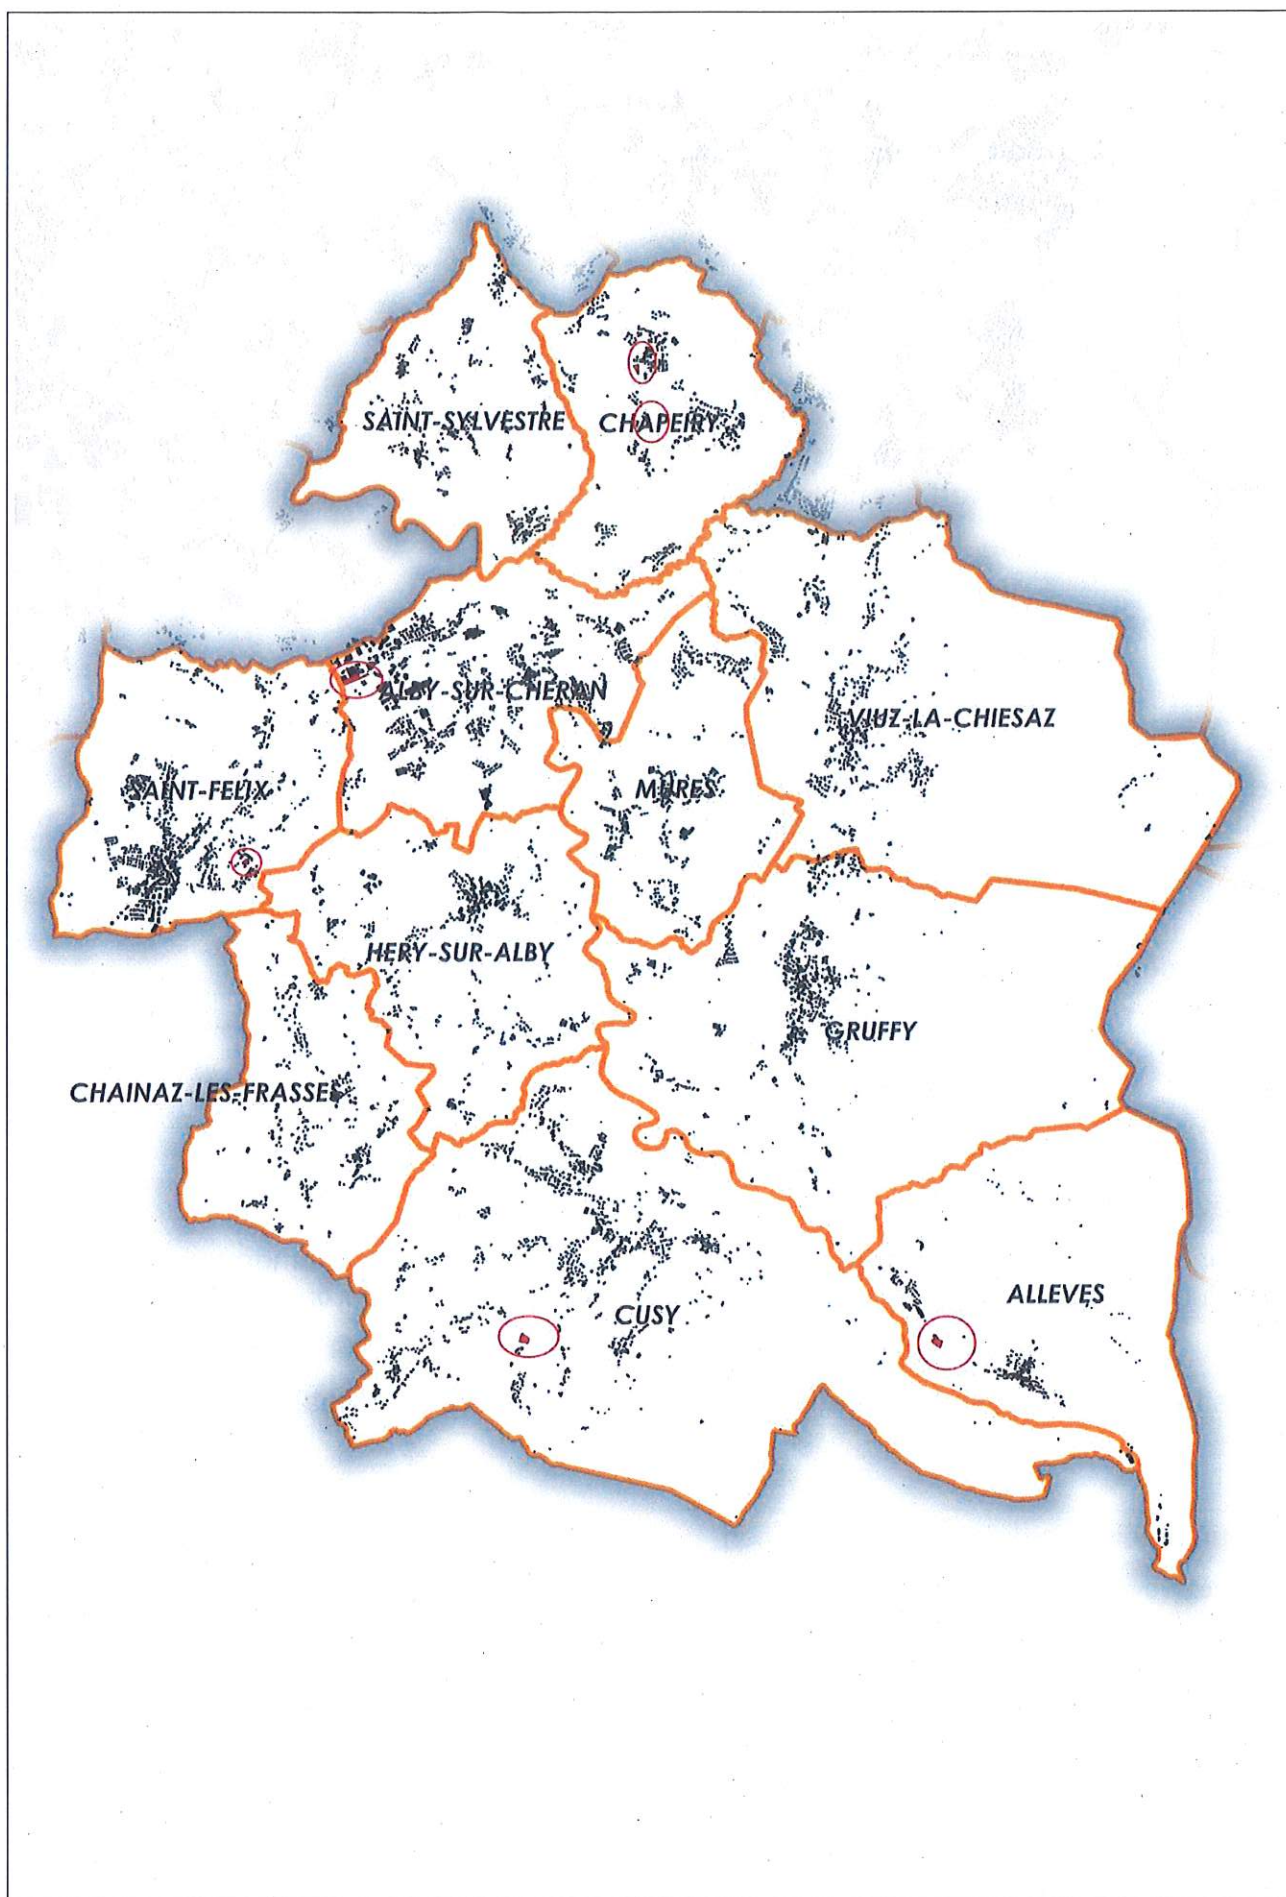 SAINT-SYLVESTRE
CHAPEIRY
ALBY-SUR-CHERAN
VIUZ-LA-CHIESAZ
SAINT-FELIX
MURES
HERY-SUR-ALBY
GRUFFY
CHAINAZ-LES-FRASSES
ALLEVES
CUSY